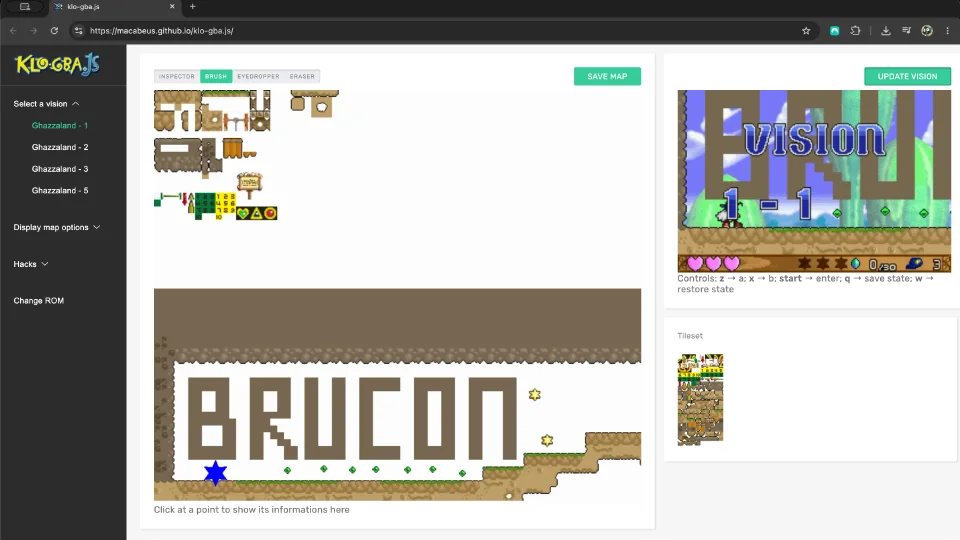 klo-gba.js
https://macabeus.github.io/klo-gba.js/
KLO-GBA.JS
Select a vision
Ghazzaland - 1
Ghazzaland - 2
Ghazzaland - 3
Ghazzaland - 5
Display map options
Hacks
Change ROM
INSPECTOR
BRUSH
EYEDROPPER
ERASER
SAVE MAP
BRUCON
Click at a point to show its informations here
UPDATE VISION
BRU
VISION
1 - 1
0/30
3
Controls: z → a; x → b; start → enter; q → save state; w →
restore state
Tileset